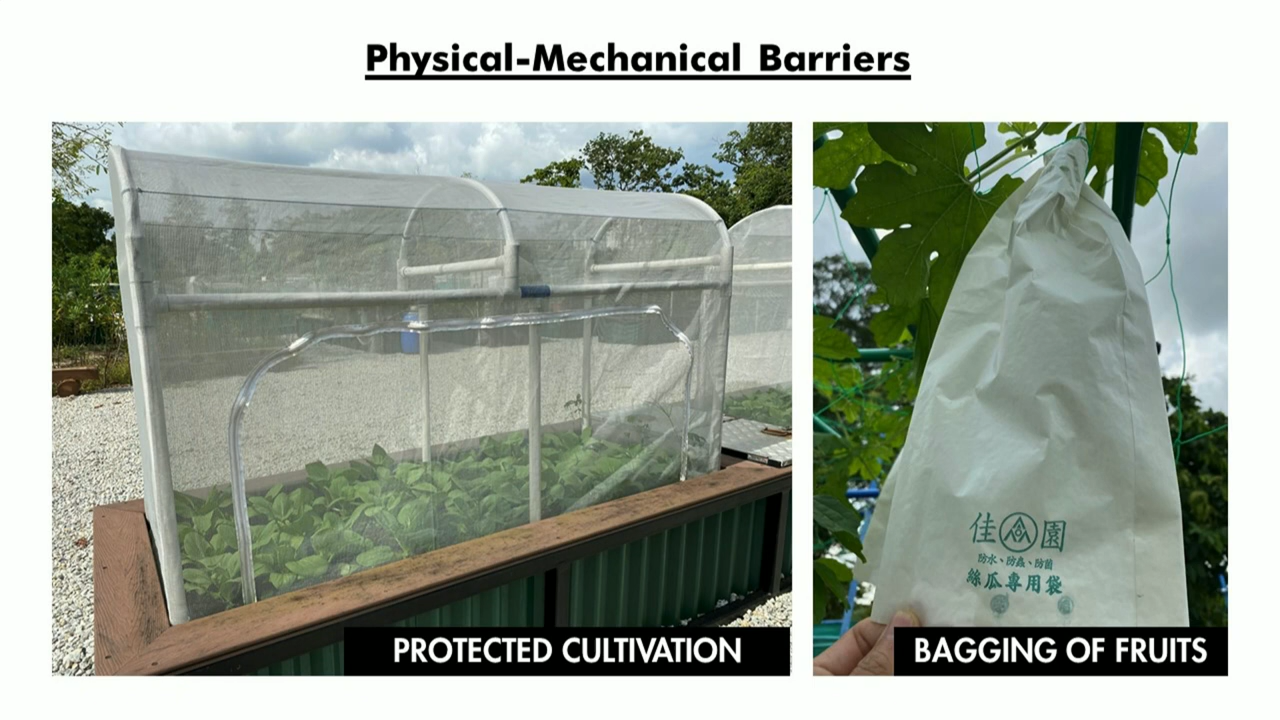 Physical-Mechanical Barriers
PROTECTED CULTIVATION
佳園
防水、防蟲、防菌
絲瓜專用袋
BAGGING OF FRUITS